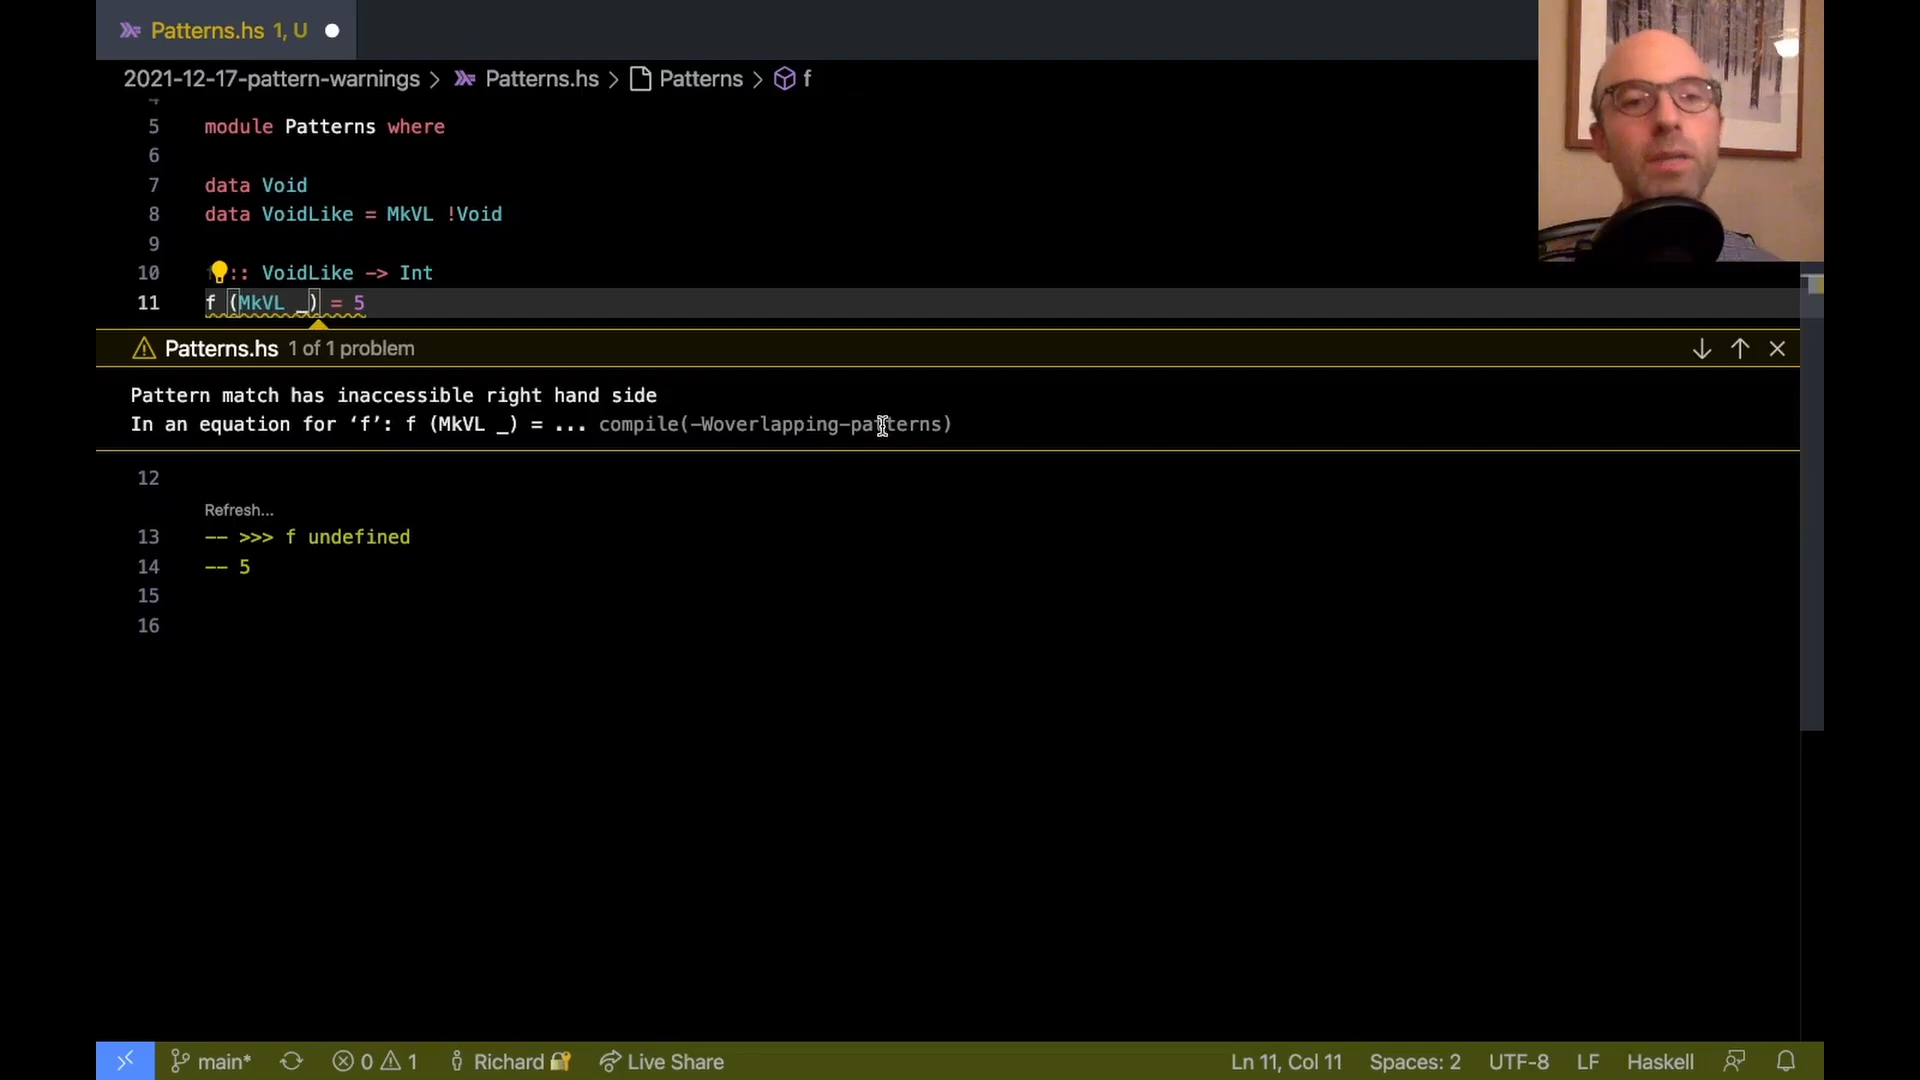 Patterns.hs 1, U
2021-12-17-pattern-warnings > Patterns.hs > Patterns > f
4
5 module Patterns where
6
7 data Void
8 data VoidLike = MkVL !Void
9
10 :: VoidLike -> Int
11 f (MkVL _) = 5
Patterns.hs 1 of 1 problem
Pattern match has inaccessible right hand side
In an equation for ‘f’: f (MkVL _) = ... compile(-Woverlapping-patterns)
12
Refresh...
13 -- >>> f undefined
14 -- 5
15
16
main* 0 1 Richard Live Share Ln 11, Col 11 Spaces: 2 UTF-8 LF Haskell